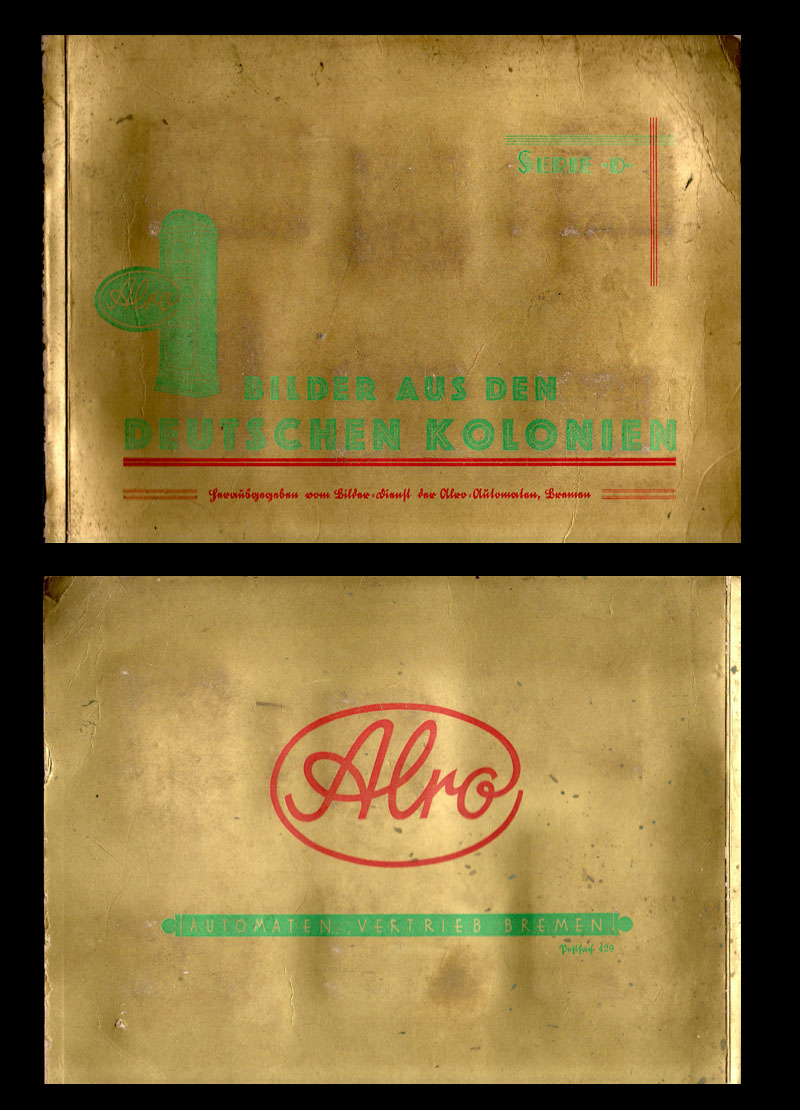 SERIE «D»
Alro
BILDER AUS DEN
DEUTSCHEN KOLONIEN
Herausgegeben vom Bilder-Dienst der Alro-Automaten, Bremen
Alro
AUTOMATEN VERTRIEB BREMEN
Postfach 429